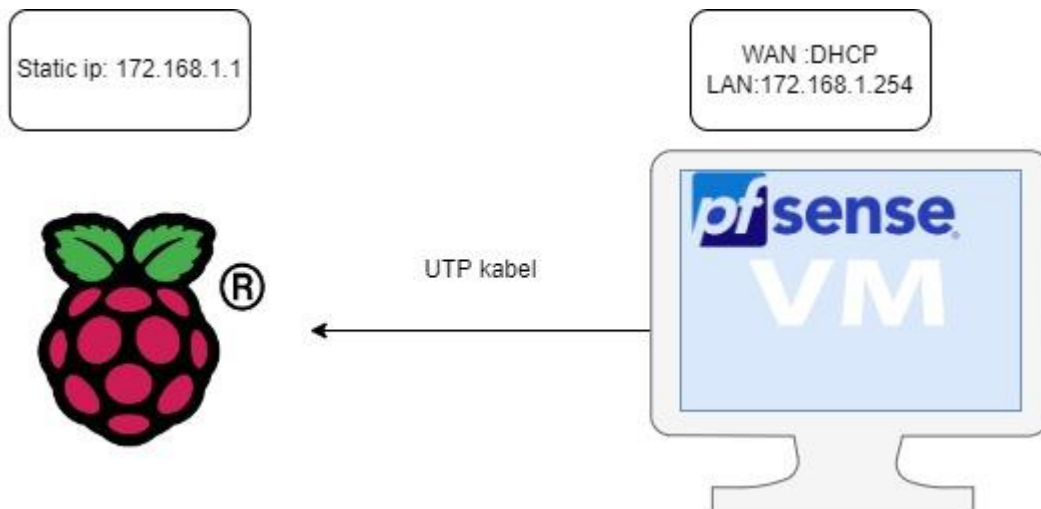 Static ip: 172.168.1.1
WAN :DHCP
LAN:172.168.1.254
pfsense®
VM
®
UTP kabel